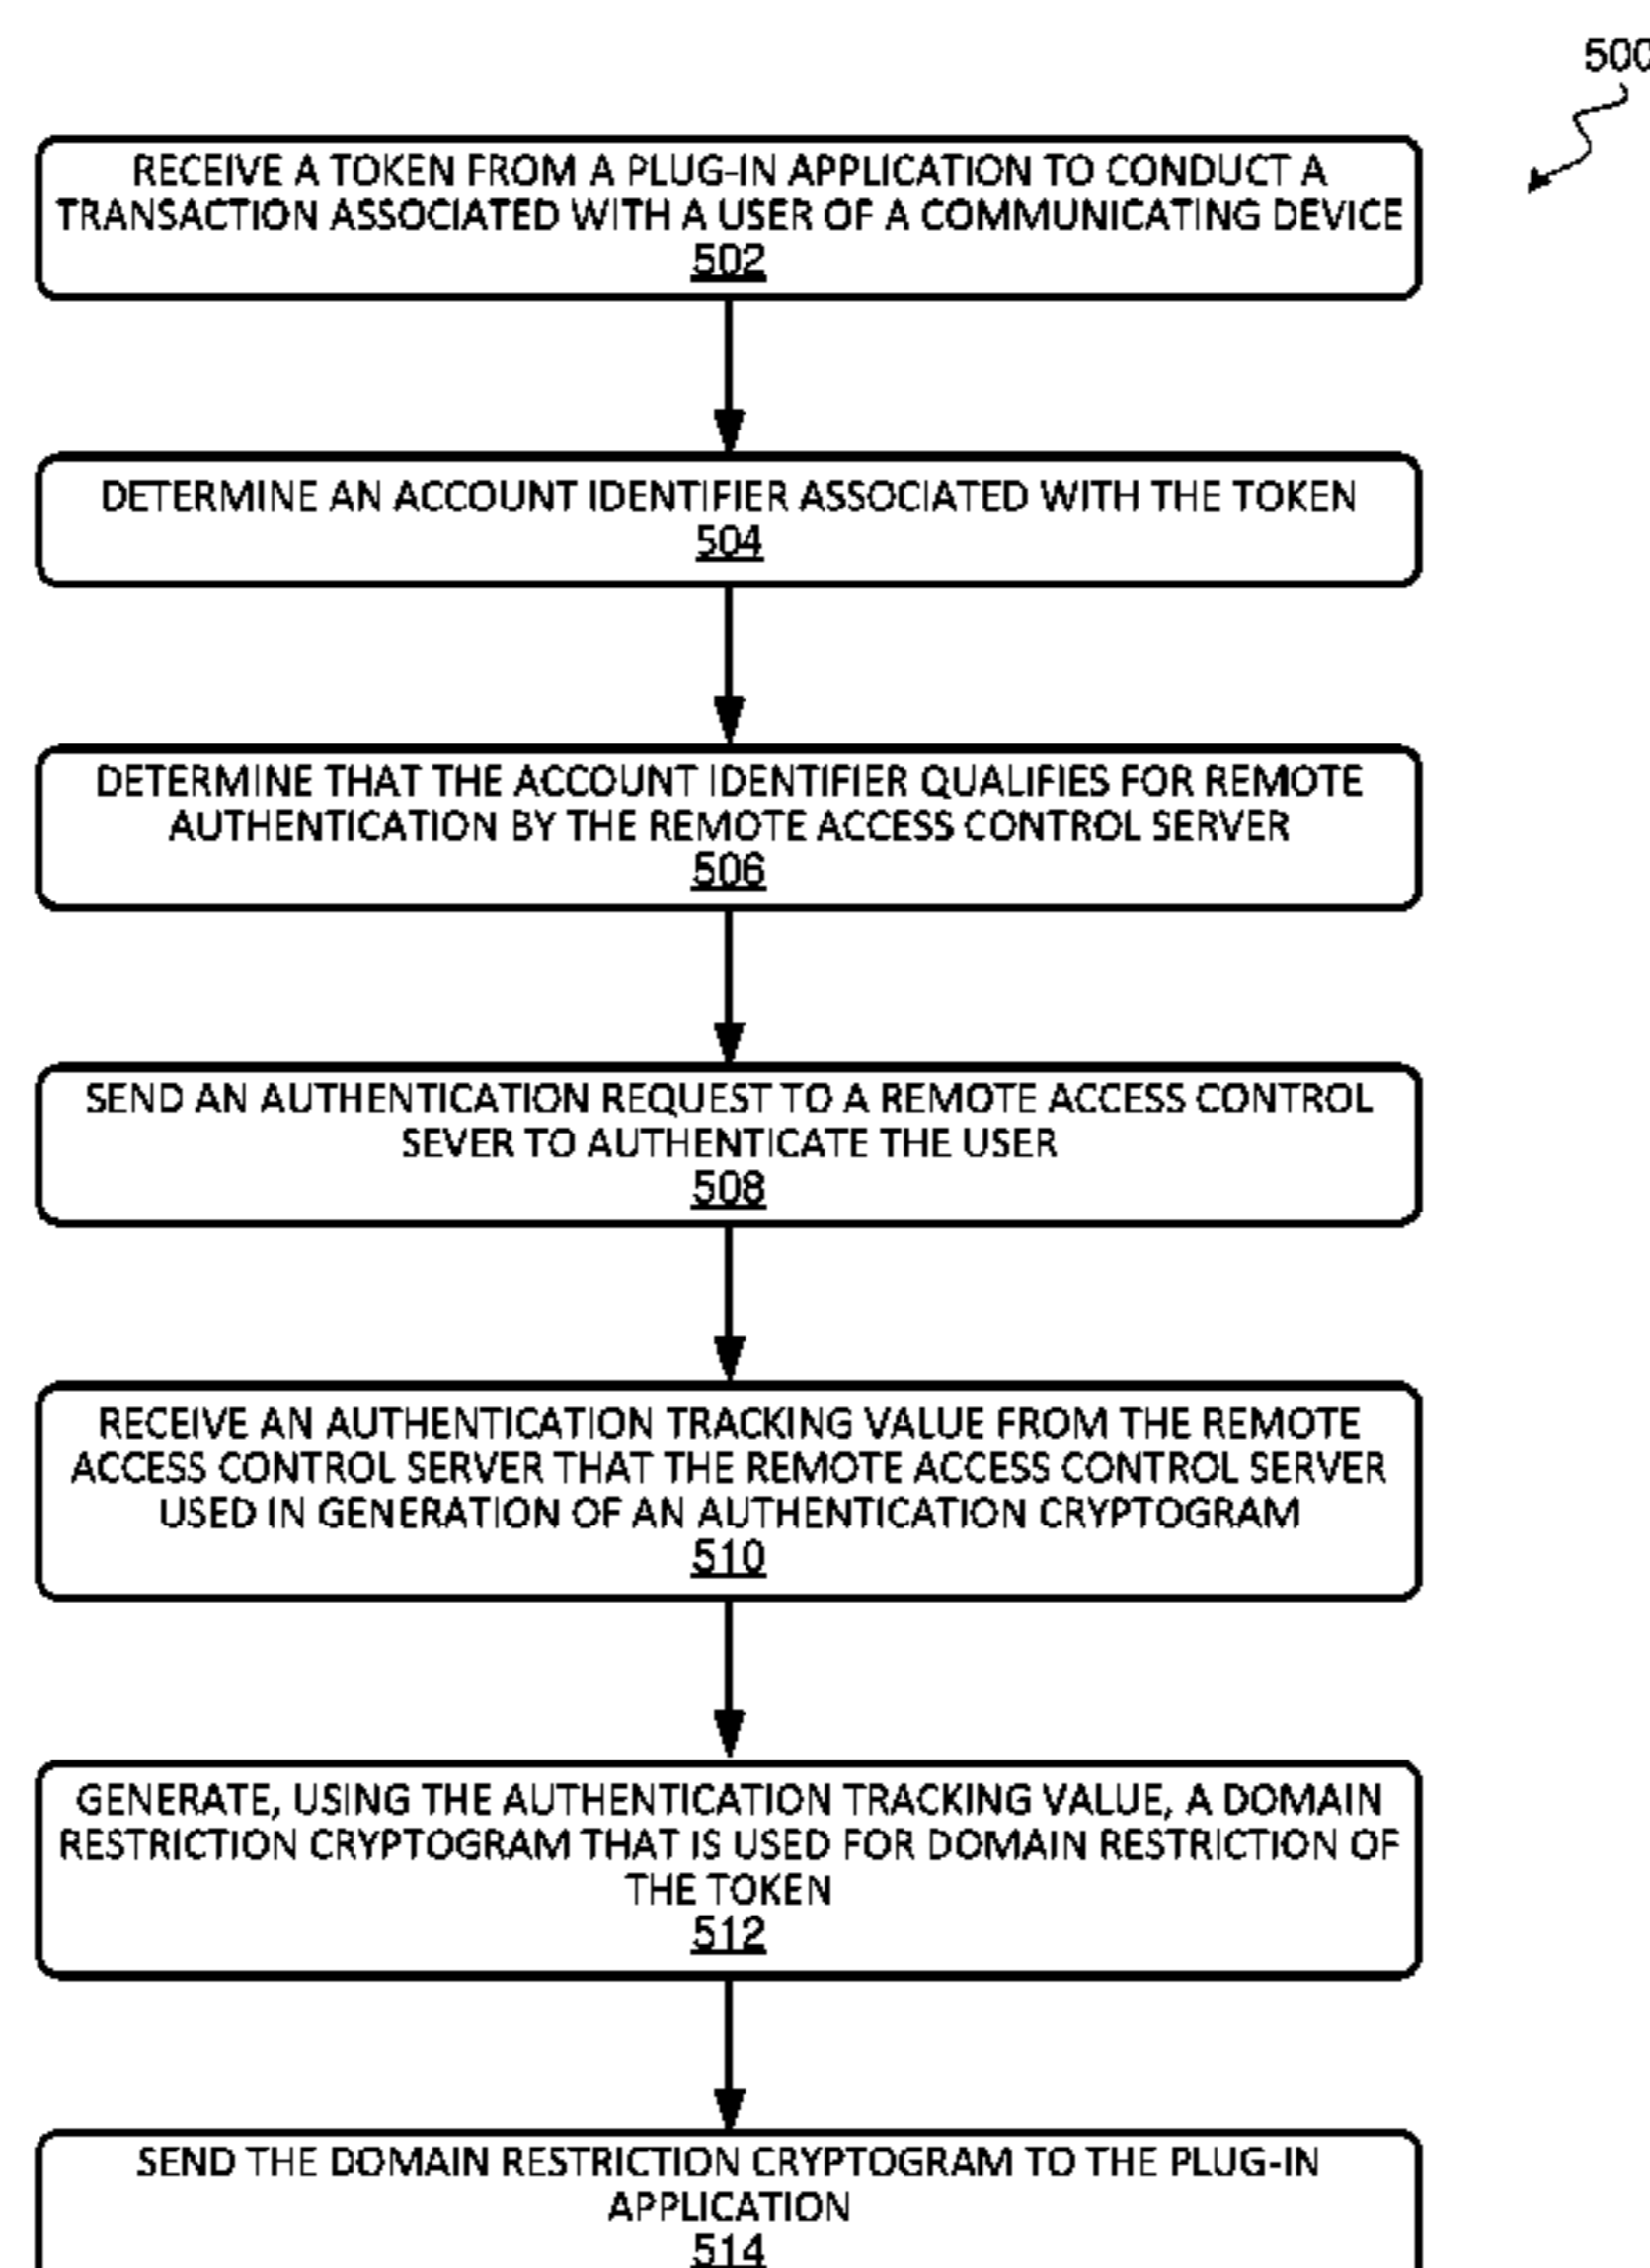 500
RECEIVE A TOKEN FROM A PLUG-IN APPLICATION TO CONDUCT A
TRANSACTION ASSOCIATED WITH A USER OF A COMMUNICATING DEVICE
502
DETERMINE AN ACCOUNT IDENTIFIER ASSOCIATED WITH THE TOKEN
504
DETERMINE THAT THE ACCOUNT IDENTIFIER QUALIFIES FOR REMOTE
AUTHENTICATION BY THE REMOTE ACCESS CONTROL SERVER
506
SEND AN AUTHENTICATION REQUEST TO A REMOTE ACCESS CONTROL
SEVER TO AUTHENTICATE THE USER
508
RECEIVE AN AUTHENTICATION TRACKING VALUE FROM THE REMOTE
ACCESS CONTROL SERVER THAT THE REMOTE ACCESS CONTROL SERVER
USED IN GENERATION OF AN AUTHENTICATION CRYPTOGRAM
510
GENERATE, USING THE AUTHENTICATION TRACKING VALUE, A DOMAIN
RESTRICTION CRYPTOGRAM THAT IS USED FOR DOMAIN RESTRICTION OF
THE TOKEN
512
SEND THE DOMAIN RESTRICTION CRYPTOGRAM TO THE PLUG-IN
APPLICATION
514